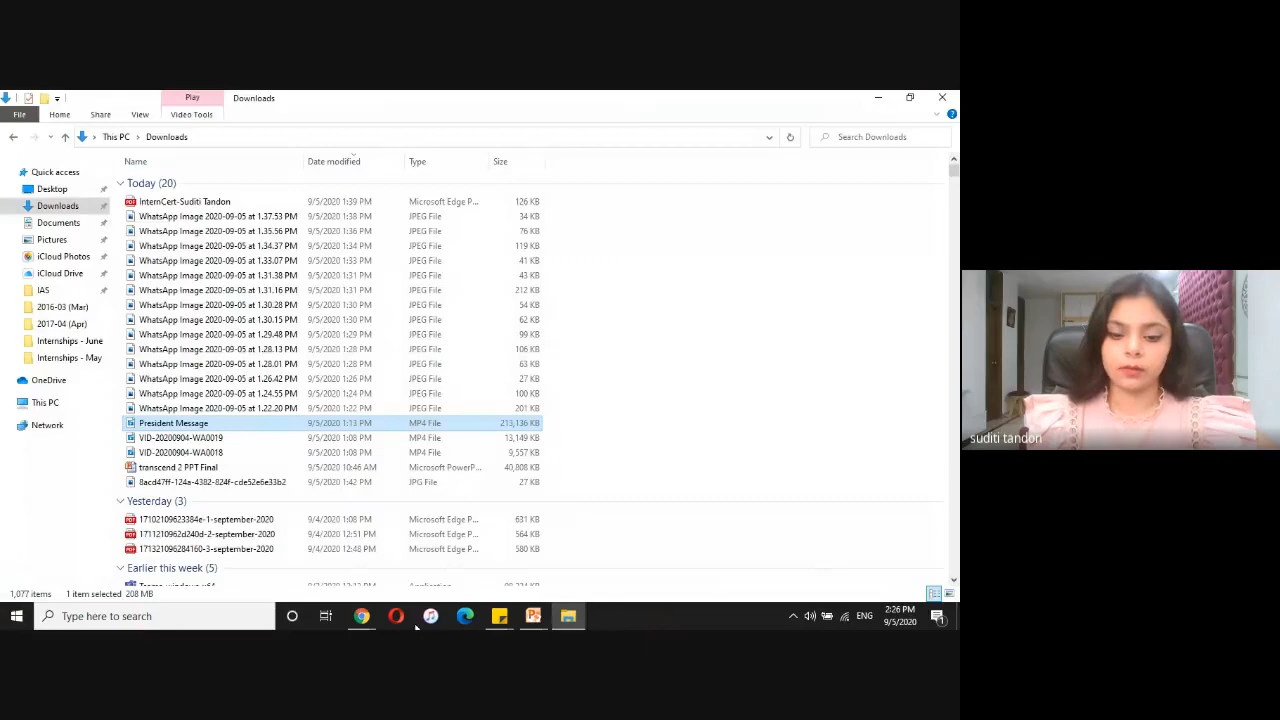 Play
Downloads
File
Home
Share
View
Video Tools
This PC
Downloads
Search Downloads
Quick access
Desktop
Downloads
Documents
Pictures
iCloud Photos
iCloud Drive
IAS
2016-03 (Mar)
2017-04 (Apr)
Internships - June
Internships - May
OneDrive
This PC
Network
Name Date modified Type Size
Today (20)
InternCert-Suditi Tandon 9/5/2020 1:39 PM Microsoft Edge P... 126 KB
WhatsApp Image 2020-09-05 at 1.37.53 PM 9/5/2020 1:38 PM JPEG File 34 KB
WhatsApp Image 2020-09-05 at 1.35.56 PM 9/5/2020 1:36 PM JPEG File 76 KB
WhatsApp Image 2020-09-05 at 1.34.37 PM 9/5/2020 1:34 PM JPEG File 119 KB
WhatsApp Image 2020-09-05 at 1.33.07 PM 9/5/2020 1:33 PM JPEG File 41 KB
WhatsApp Image 2020-09-05 at 1.31.38 PM 9/5/2020 1:31 PM JPEG File 43 KB
WhatsApp Image 2020-09-05 at 1.31.16 PM 9/5/2020 1:31 PM JPEG File 212 KB
WhatsApp Image 2020-09-05 at 1.30.28 PM 9/5/2020 1:30 PM JPEG File 54 KB
WhatsApp Image 2020-09-05 at 1.30.15 PM 9/5/2020 1:30 PM JPEG File 62 KB
WhatsApp Image 2020-09-05 at 1.29.48 PM 9/5/2020 1:29 PM JPEG File 99 KB
WhatsApp Image 2020-09-05 at 1.28.13 PM 9/5/2020 1:28 PM JPEG File 106 KB
WhatsApp Image 2020-09-05 at 1.28.01 PM 9/5/2020 1:28 PM JPEG File 63 KB
WhatsApp Image 2020-09-05 at 1.26.42 PM 9/5/2020 1:26 PM JPEG File 27 KB
WhatsApp Image 2020-09-05 at 1.24.55 PM 9/5/2020 1:24 PM JPEG File 100 KB
WhatsApp Image 2020-09-05 at 1.22.20 PM 9/5/2020 1:22 PM JPEG File 201 KB
President Message 9/5/2020 1:13 PM MP4 File 213,136 KB
VID-20200904-WA0019 9/5/2020 1:08 PM MP4 File 13,149 KB
VID-20200904-WA0018 9/5/2020 1:08 PM MP4 File 9,557 KB
transcend 2 PPT Final 9/5/2020 10:46 AM Microsoft PowerP... 40,808 KB
8acd47ff-124a-4382-824f-cde52e6e33b2 9/5/2020 1:42 PM JPG File 27 KB
Yesterday (3)
17102109623384e-1-september-2020 9/4/2020 1:08 PM Microsoft Edge P... 631 KB
1711210962d240d-2-september-2020 9/4/2020 12:51 PM Microsoft Edge P... 564 KB
171321096284160-3-september-2020 9/4/2020 12:48 PM Microsoft Edge P... 580 KB
Earlier this week (5)
1,077 items 1 item selected 208 MB
Type here to search
ENG
2:26 PM
9/5/2020
suditi tandon